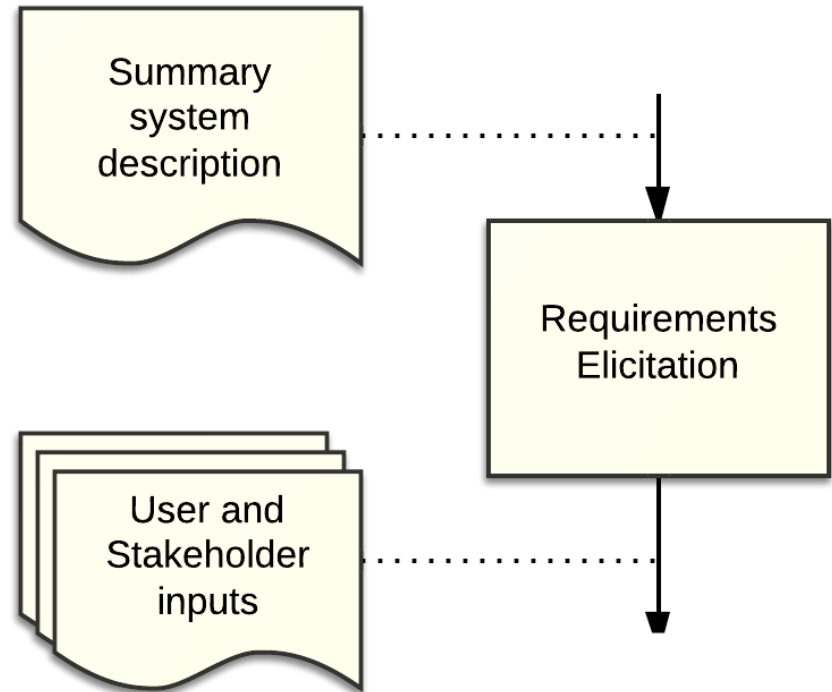 Summary
system
description
Requirements
Elicitation
User and
Stakeholder
inputs